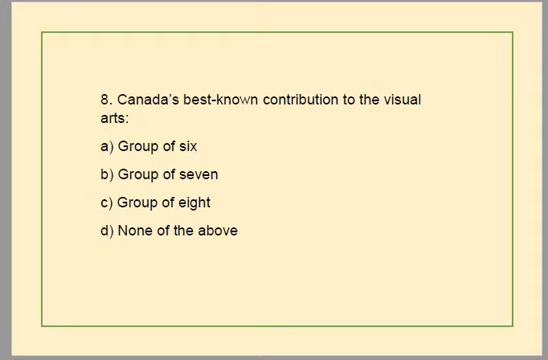 8. Canada's best-known contribution to the visual
arts:
a) Group of six
b) Group of seven
c) Group of eight
d) None of the above